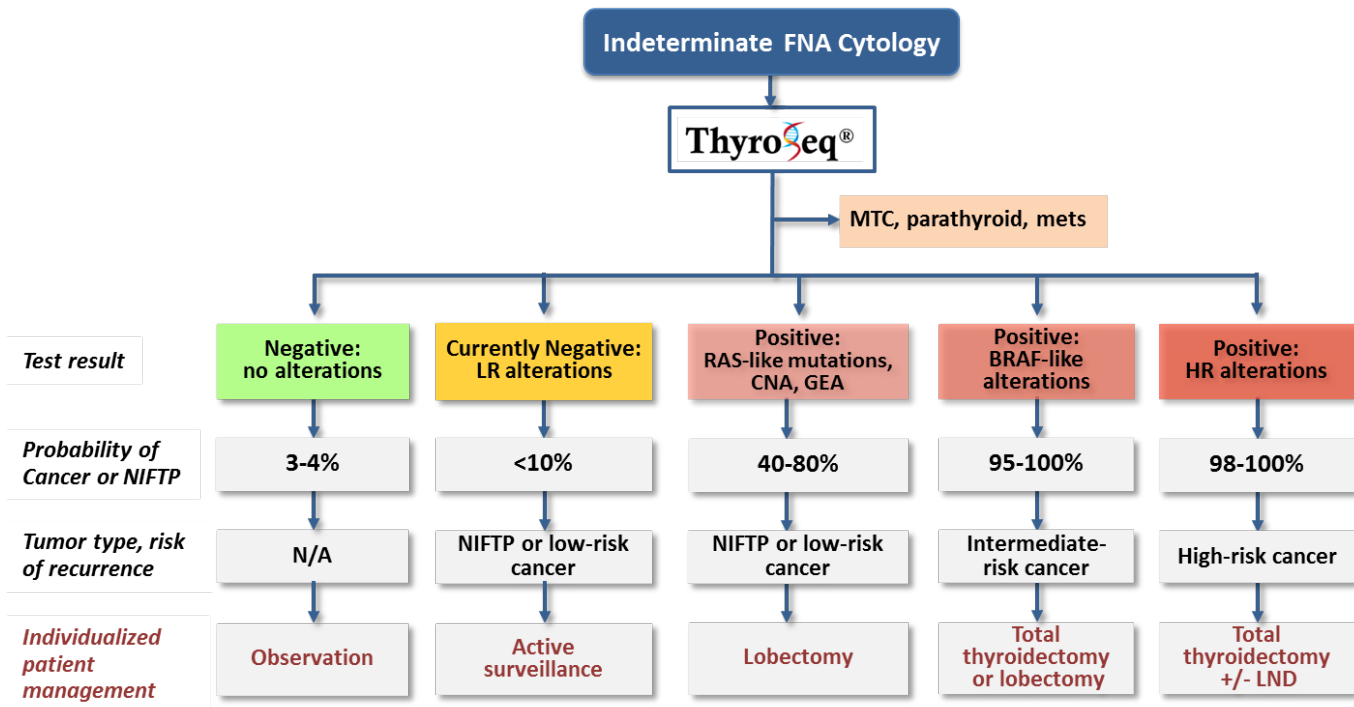 Indeterminate FNA Cytology
ThyroSeq®
MTC, parathyroid, mets
Test result
Negative:
no alterations
Currently Negative:
LR alterations
Positive:
RAS-like mutations,
CNA, GEA
Positive:
BRAF-like
alterations
Positive:
HR alterations
Probability of
Cancer or NIFTP
3-4%
<10%
40-80%
95-100%
98-100%
Tumor type, risk
of recurrence
N/A
NIFTP or low-risk
cancer
NIFTP or low-risk
cancer
Intermediate-
risk cancer
High-risk cancer
Individualized
patient
management
Observation
Active
surveillance
Lobectomy
Total
thyroidectomy
or lobectomy
Total
thyroidectomy
+/- LND